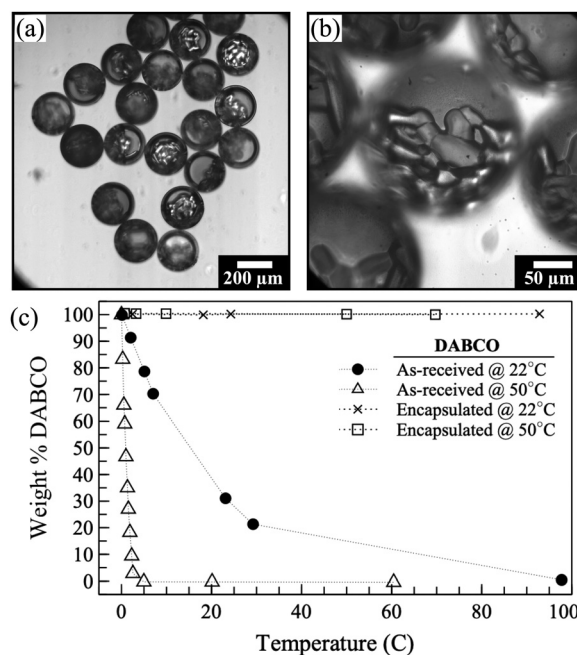 (a)
200 µm
(b)
50 µm
(c)
Weight % DABCO
100
90
80
70
60
50
40
30
20
10
0
DABCO
As-received @ 22°C
As-received @ 50°C
Encapsulated @ 22°C
Encapsulated @ 50°C
0 20 40 60 80 100
Temperature (C)